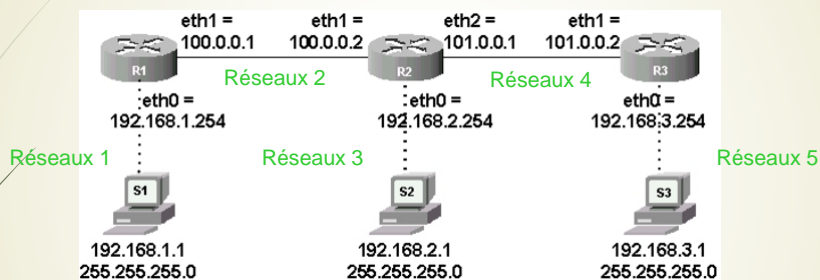 eth1 =
100.0.0.1
eth1 =
100.0.0.2
eth2 =
101.0.0.1
eth1 =
101.0.0.2
R1
R2
R3
Réseaux 2
Réseaux 4
eth0 =
192.168.1.254
eth0 =
192.168.2.254
eth0 =
192.168.3.254
Réseaux 1
Réseaux 3
Réseaux 5
S1
S2
S3
192.168.1.1
255.255.255.0
192.168.2.1
255.255.255.0
192.168.3.1
255.255.255.0